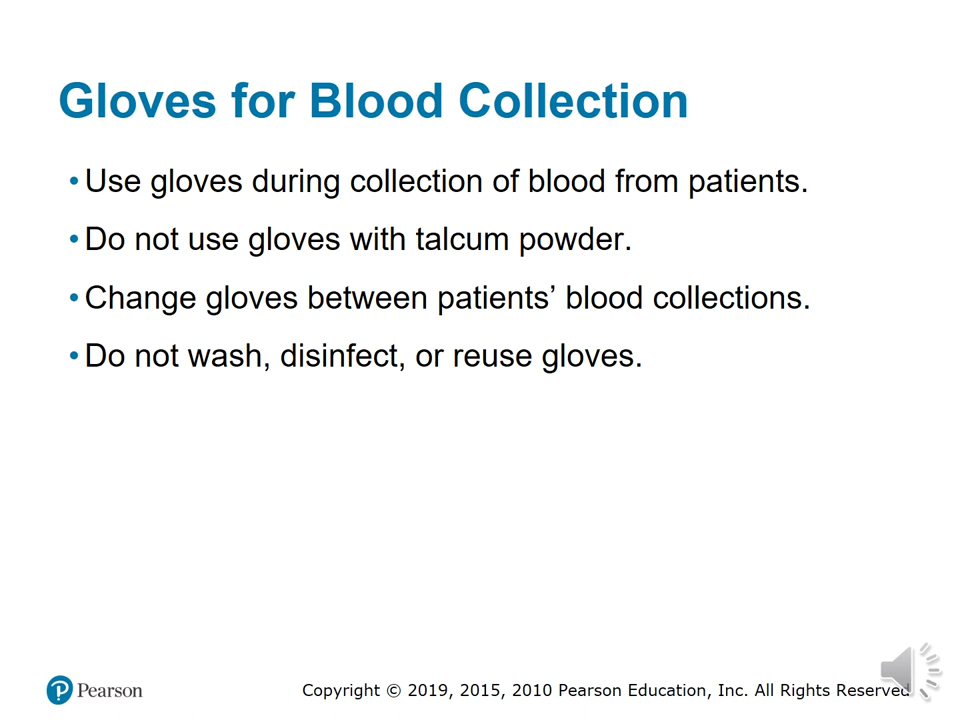 Gloves for Blood Collection
• Use gloves during collection of blood from patients.
• Do not use gloves with talcum powder.
• Change gloves between patients’ blood collections.
• Do not wash, disinfect, or reuse gloves.
Pearson
Copyright © 2019, 2015, 2010 Pearson Education, Inc. All Rights Reserved